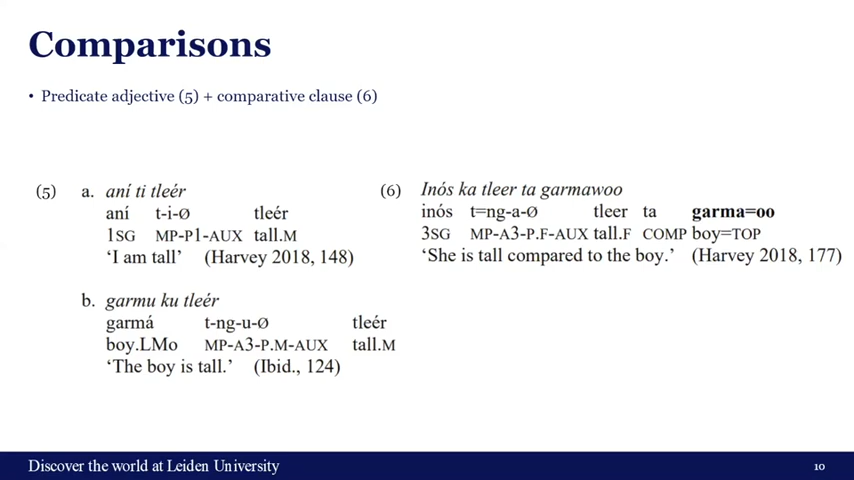 Comparisons
• Predicate adjective (5) + comparative clause (6)
(5) a. aní ti tleér
aní t-i-Ø tleér
1SG MP-P1-AUX tall.M
‘I am tall’ (Harvey 2018, 148)
b. garmu ku tleér
garmá t-ng-u-Ø tleér
boy.LMo MP-A3-P.M-AUX tall.M
‘The boy is tall.’ (Ibid., 124)
(6) Inós ka tleer ta garmawoo
inós t=ng-a-Ø tleer ta garma=oo
3SG MP-A3-P.F-AUX tall.F COMP boy=TOP
‘She is tall compared to the boy.’ (Harvey 2018, 177)
Discover the world at Leiden University 10